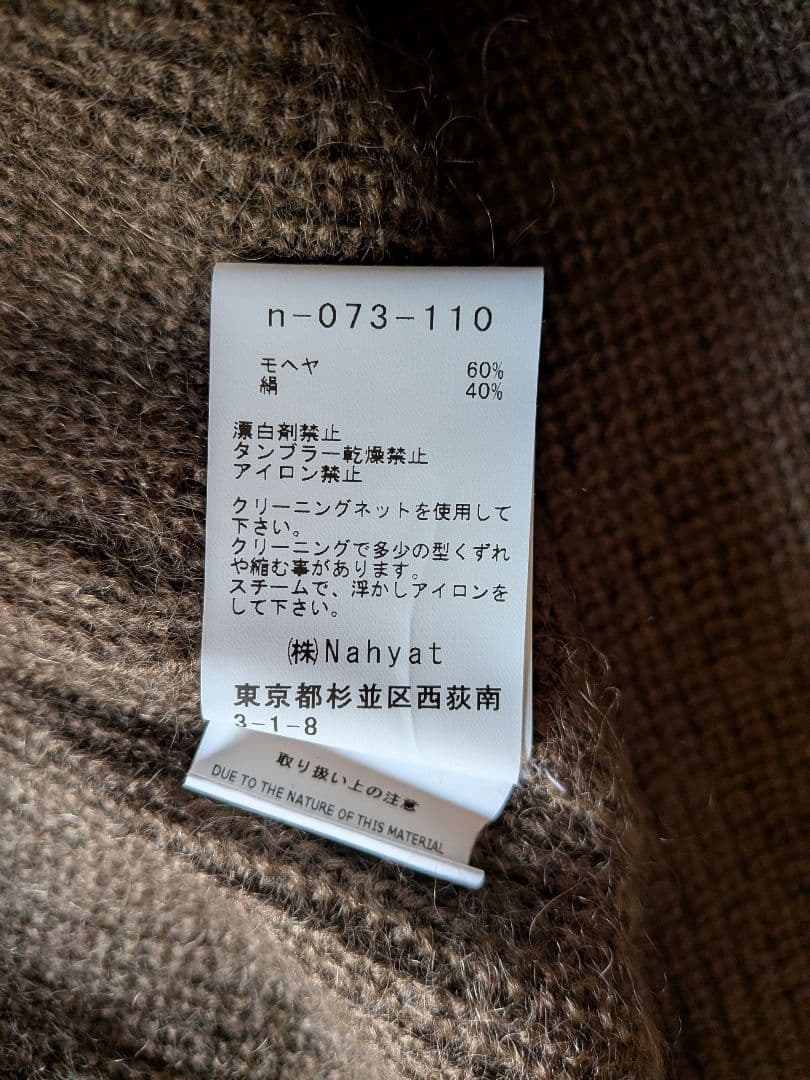 n-073-110
モヘヤ 60%
絹 40%
漂白剤禁止
タンブラー乾燥禁止
アイロン禁止
クリーニングネットを使用して
下さい。
クリーニングで多少の型くずれ
や縮む事があります。
スチームで、浮かしアイロンを
して下さい。
㈱Nahyat
東京都杉並区西荻南
3-1-8
取り扱い上の注意
DUE TO THE NATURE OF THIS MATERIAL